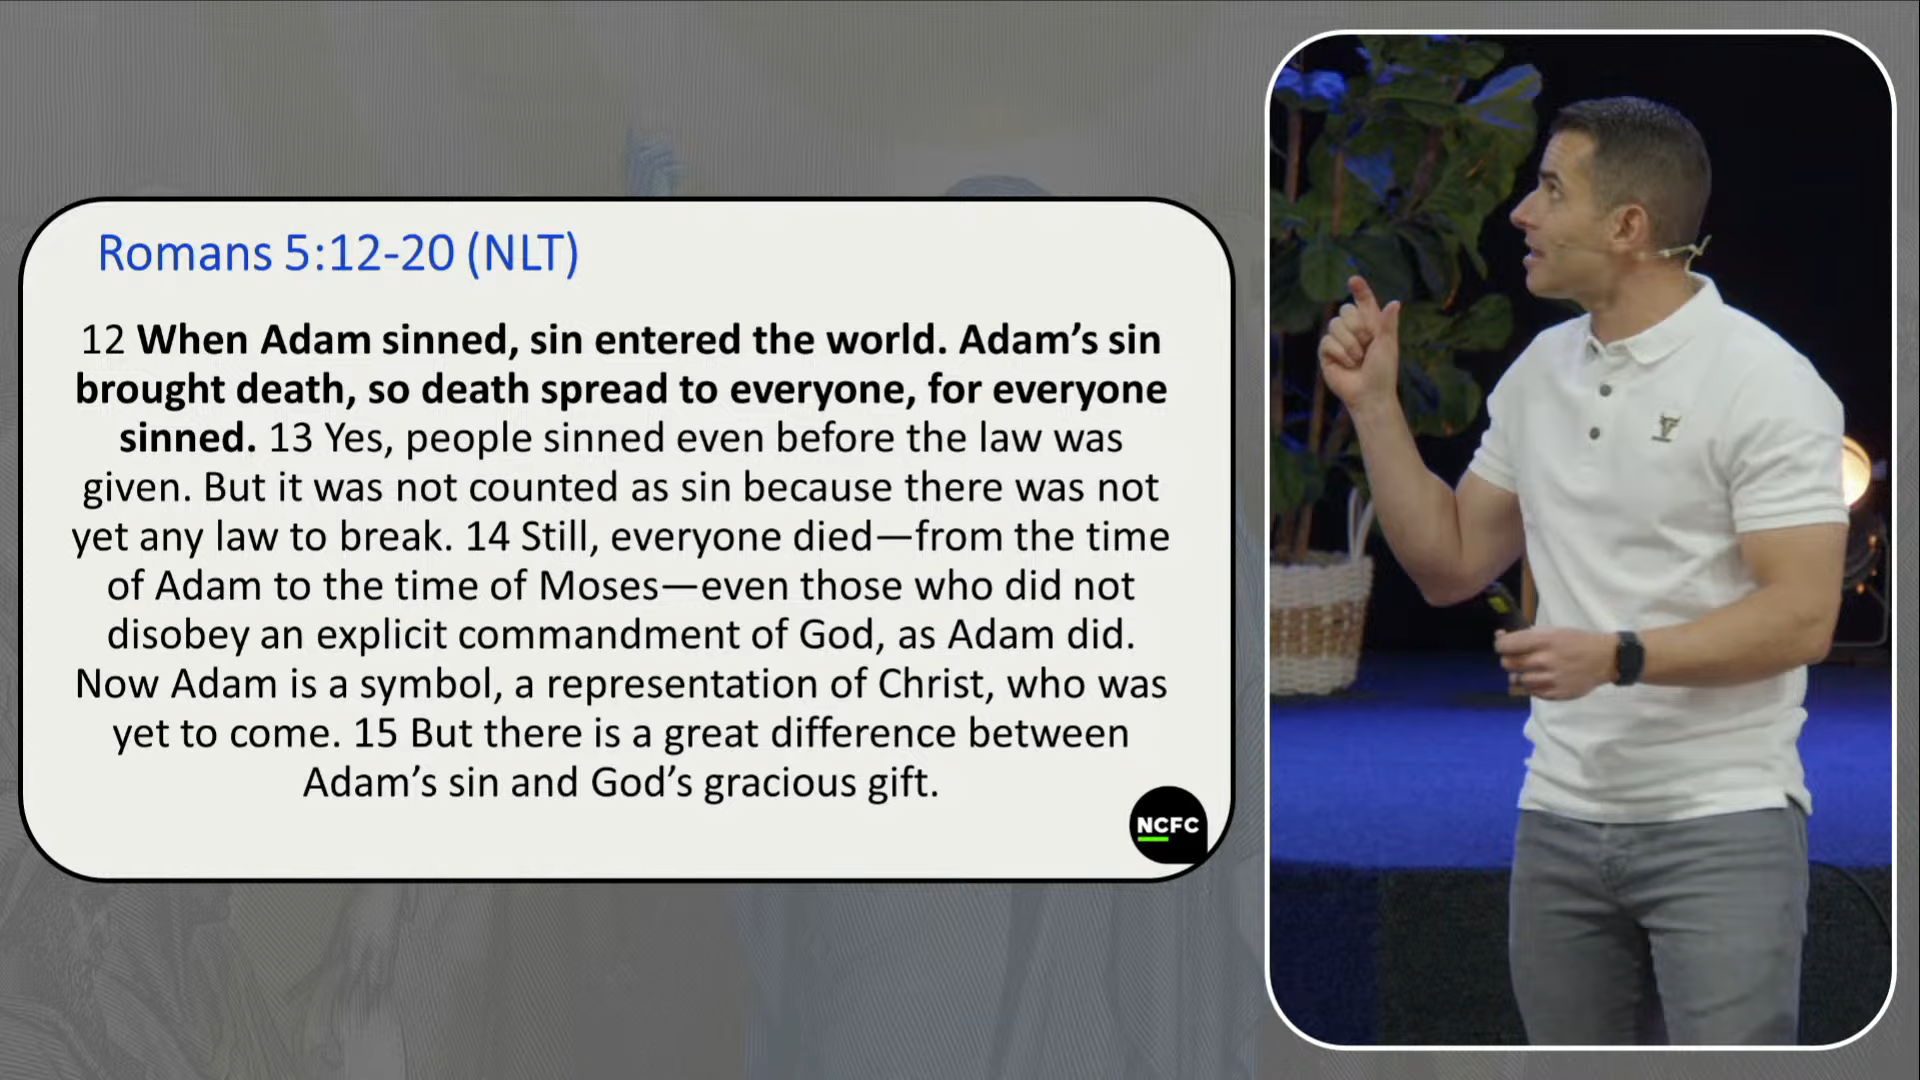 Romans 5:12-20 (NLT)
12 When Adam sinned, sin entered the world. Adam’s sin
brought death, so death spread to everyone, for everyone
sinned. 13 Yes, people sinned even before the law was
given. But it was not counted as sin because there was not
yet any law to break. 14 Still, everyone died—from the time
of Adam to the time of Moses—even those who did not
disobey an explicit commandment of God, as Adam did.
Now Adam is a symbol, a representation of Christ, who was
yet to come. 15 But there is a great difference between
Adam’s sin and God’s gracious gift.
NCFC